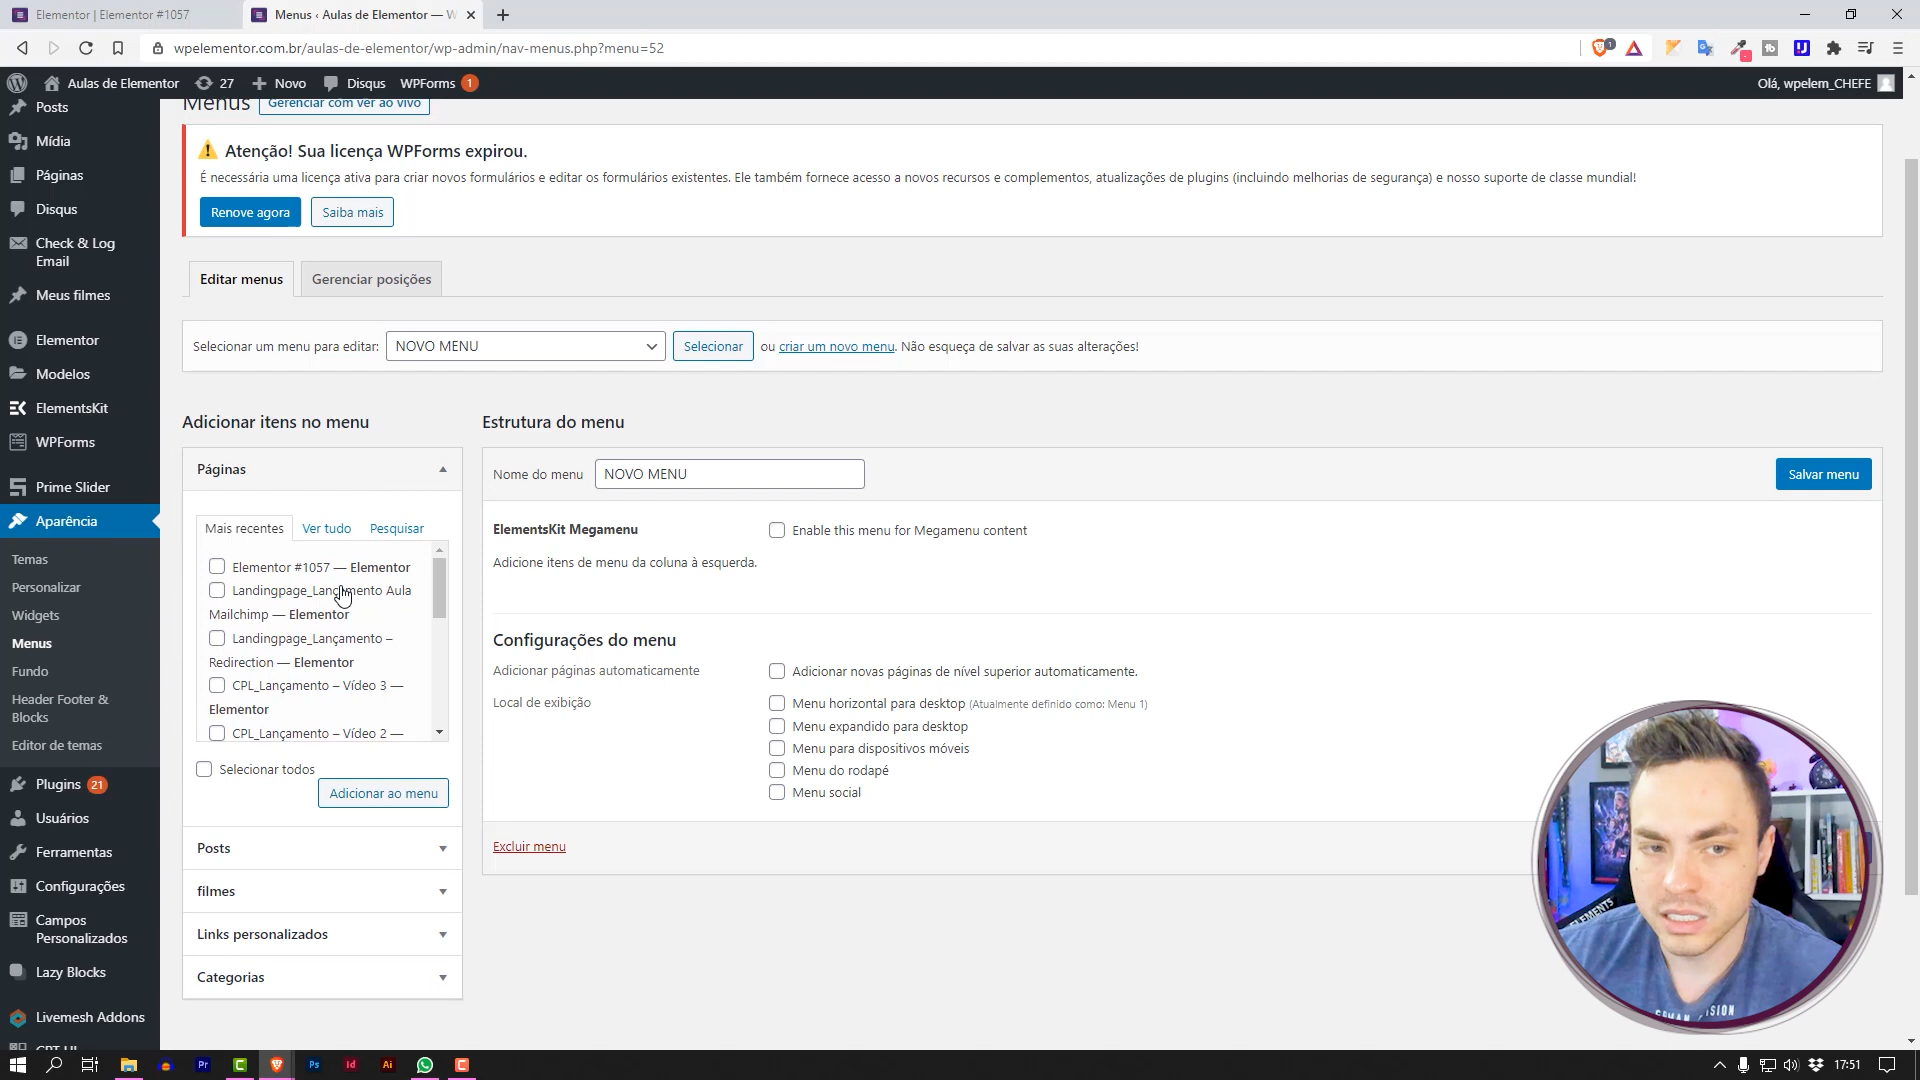 Elementor | Elementor #1057
Menus ‹ Aulas de Elementor — W
wpelementor.com.br/aulas-de-elementor/wp-admin/nav-menus.php?menu=52
Aulas de Elementor
27
Novo
Disqus
WPForms 1
Olá, wpelem_CHEFE
Posts
Mídia
Páginas
Disqus
Check & Log
Email
Meus filmes
Elementor
Modelos
ElementsKit
WPForms
Prime Slider
Aparência
Temas
Personalizar
Widgets
Menus
Fundo
Header Footer &
Blocks
Editor de temas
Plugins 21
Usuários
Ferramentas
Configurações
Campos
Personalizados
Lazy Blocks
Livemesh Addons
Menus
Gerenciar com ver ao vivo
Atenção! Sua licença WPForms expirou.
É necessária uma licença ativa para criar novos formulários e editar os formulários existentes. Ele também fornece acesso a novos recursos e complementos, atualizações de plugins (incluindo melhorias de segurança) e nosso suporte de classe mundial!
Renove agora
Saiba mais
Editar menus
Gerenciar posições
Selecionar um menu para editar: NOVO MENU Selecionar ou criar um novo menu. Não esqueça de salvar as suas alterações!
Adicionar itens no menu
Páginas
Mais recentes
Ver tudo
Pesquisar
Elementor #1057 — Elementor
Landingpage_Lançamento Aula
Mailchimp — Elementor
Landingpage_Lançamento –
Redirection — Elementor
CPL_Lançamento – Vídeo 3 —
Elementor
CPL_Lançamento – Vídeo 2 —
Selecionar todos
Adicionar ao menu
Posts
filmes
Links personalizados
Categorias
Estrutura do menu
Nome do menu NOVO MENU
Salvar menu
ElementsKit Megamenu
Enable this menu for Megamenu content
Adicione itens de menu da coluna à esquerda.
Configurações do menu
Adicionar páginas automaticamente
Adicionar novas páginas de nível superior automaticamente.
Local de exibição
Menu horizontal para desktop (Atualmente definido como: Menu 1)
Menu expandido para desktop
Menu para dispositivos móveis
Menu do rodapé
Menu social
Excluir menu
ELEMENTS
Pr
Ps
Id
Ai
17:51